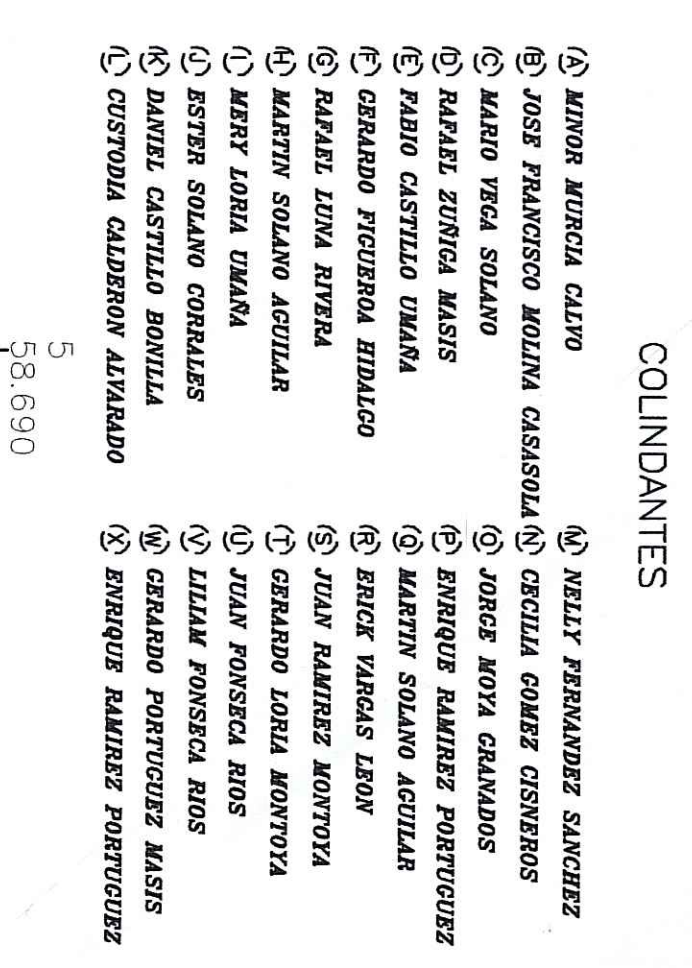 COLINDANTES
(A) MINOR MURCIA CALVO
(B) JOSE FRANCISCO MOLINA CASASOLA
(C) MARIO VEGA SOLANO
(D) RAFAEL ZUÑIGA MASIS
(E) FABIO CASTILLO UMAÑA
(F) GERARDO FIGUEROA HIDALGO
(G) RAFAEL LUNA RIVERA
(H) MARTIN SOLANO AGUILAR
(I) MERY LORIA UMAÑA
(J) ESTER SOLANO CORRALES
(K) DANIEL CASTILLO BONILLA
(L) CUSTODIA CALDERON ALVARADO
(M) NELLY FERNANDEZ SANCHEZ
(N) CECILIA GOMEZ CISNEROS
(O) JORGE MOYA GRANADOS
(P) ENRIQUE RAMIREZ PORTUGUEZ
(Q) MARTIN SOLANO AGUILAR
(R) ERICK VARGAS LEON
(S) JUAN RAMIREZ MONTOYA
(T) GERARDO LORIA MONTOYA
(U) JUAN FONSECA RIOS
(V) LILIAM FONSECA RIOS
(W) GERARDO PORTUGUEZ MASIS
(X) ENRIQUE RAMIREZ PORTUGUEZ
5
58.690